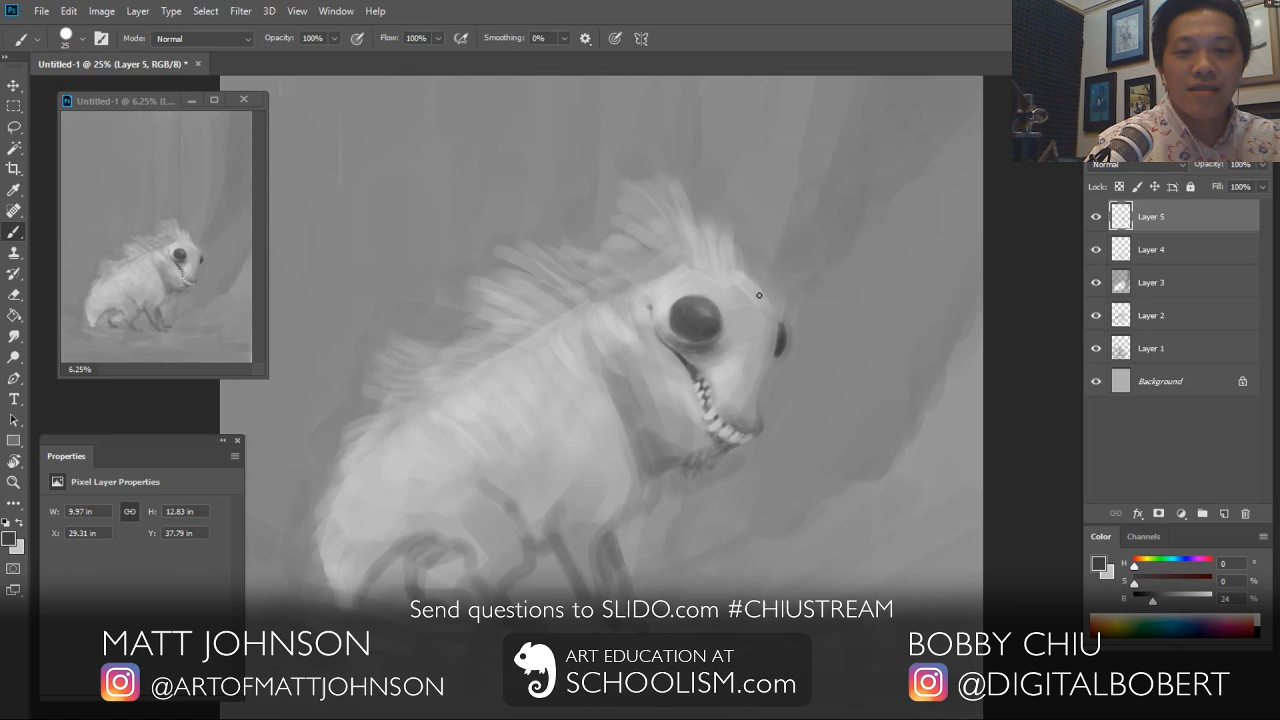 File Edit Image Layer Type Select Filter 3D View Window Help
25 Mode: Normal Opacity: 100% Flow: 100% Smoothing: 0%
Untitled-1 @ 25% (Layer 5, RGB/8) *
Untitled-1 @ 6.25% (L...
6.25%
Properties
Pixel Layer Properties
W: 9.97 in H: 12.83 in
X: 29.31 in Y: 37.79 in
Normal Opacity: 100%
Lock: Fill: 100%
Layer 5
Layer 4
Layer 3
Layer 2
Layer 1
Background
Color Channels
H 0 °
S 0 %
B 24 %
Send questions to SLIDO.com #CHIUSTREAM
MATT JOHNSON
@ARTOFMATTJOHNSON
ART EDUCATION AT
SCHOOLISM.com
BOBBY CHIU
@DIGITALBOBERT